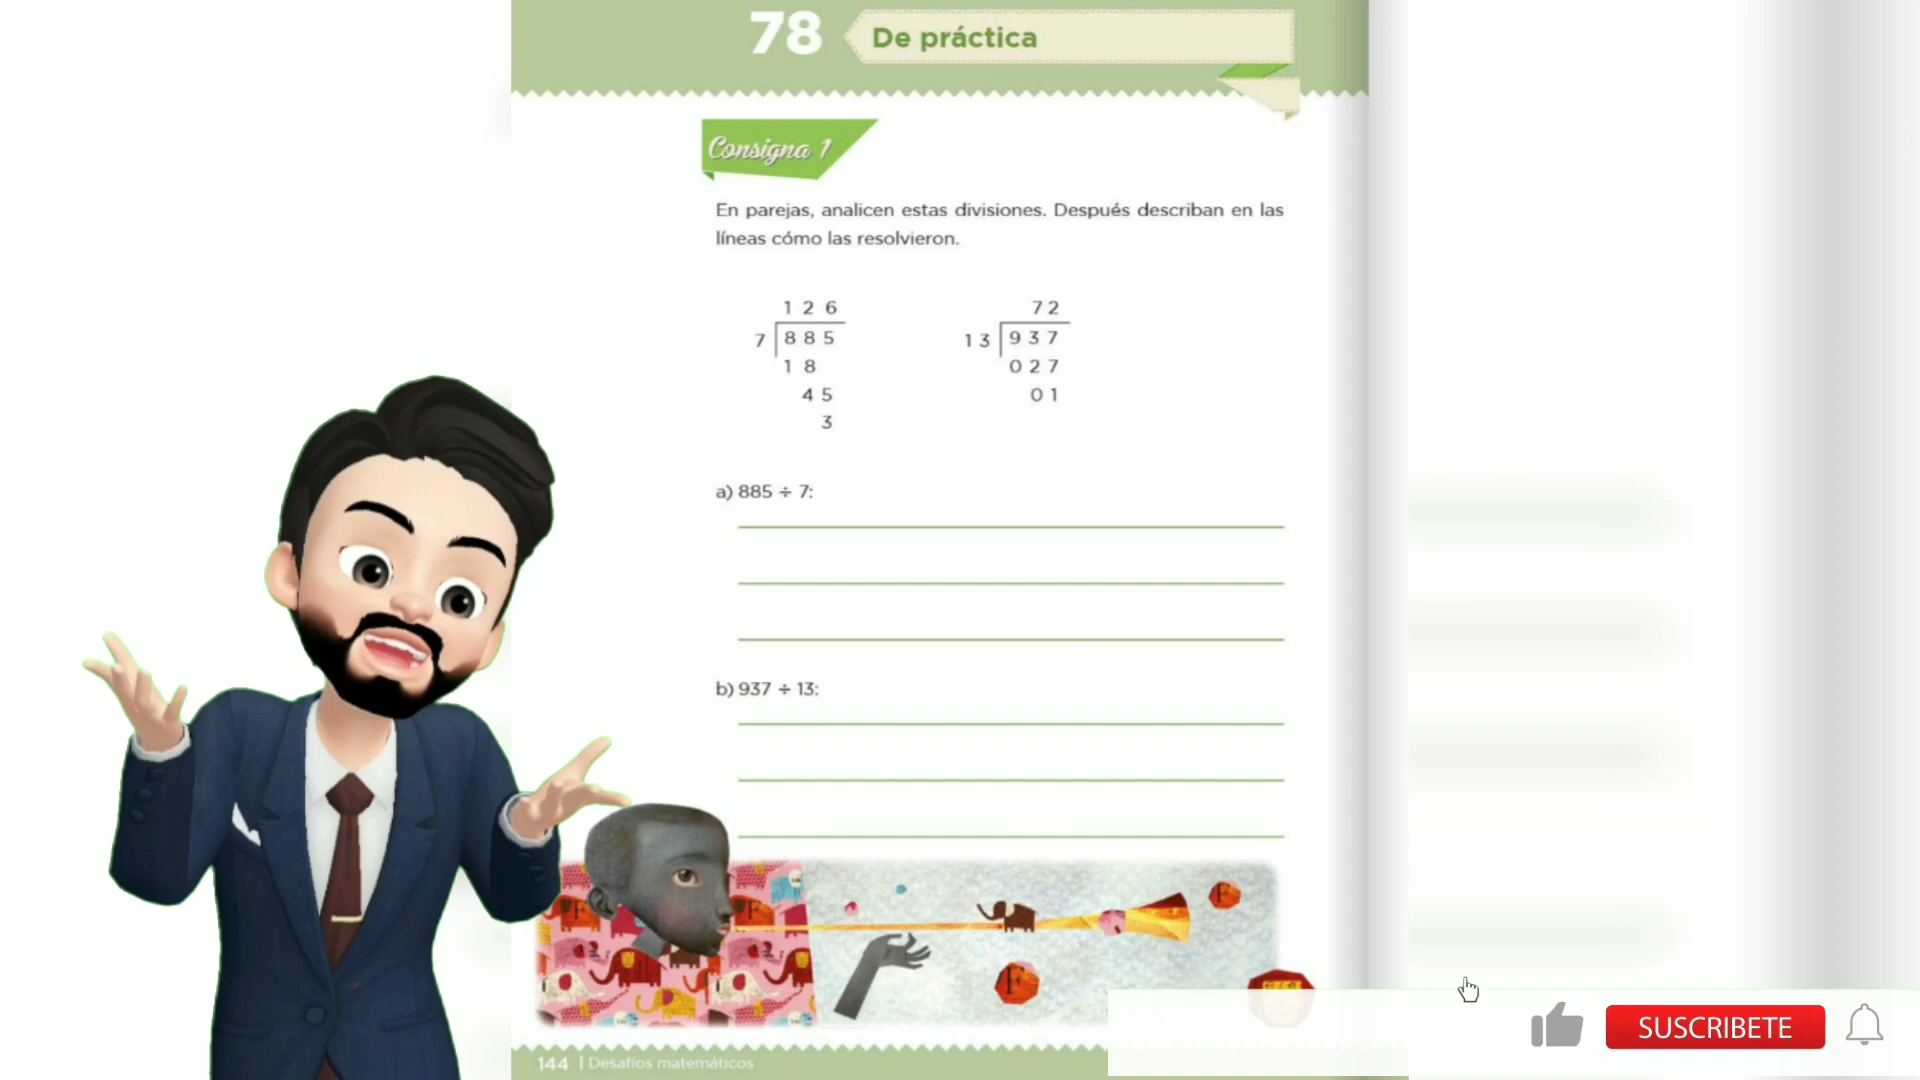 78
De práctica
Consigna 1
En parejas, analicen estas divisiones. Después describan en las
líneas cómo las resolvieron.
1 2 6
7 8 8 5
1 8
4 5
3
7 2
1 3 9 3 7
0 2 7
0 1
a) 885 ÷ 7:
b) 937 ÷ 13:
F
F
F
F
144 | Desafíos matemáticos
SUSCRIBETE